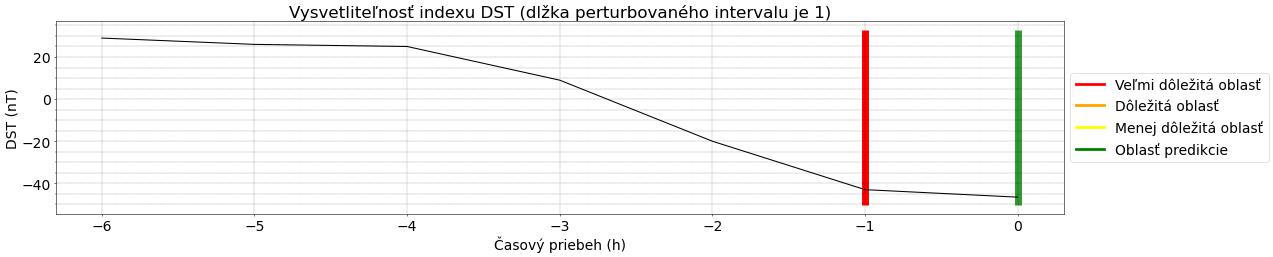 Vysvetliteľnosť indexu DST (dĺžka perturbovaného intervalu je 1)
DST (nT)
20
0
−20
−40
−6 −5 −4 −3 −2 −1 0
Časový priebeh (h)
Veľmi dôležitá oblasť
Dôležitá oblasť
Menej dôležitá oblasť
Oblasť predikcie